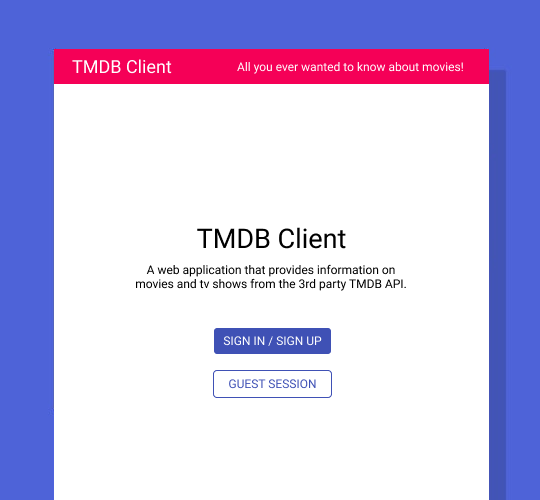 TMDB Client
All you ever wanted to know about movies!
TMDB Client
A web application that provides information on
movies and tv shows from the 3rd party TMDB API.
SIGN IN / SIGN UP
GUEST SESSION